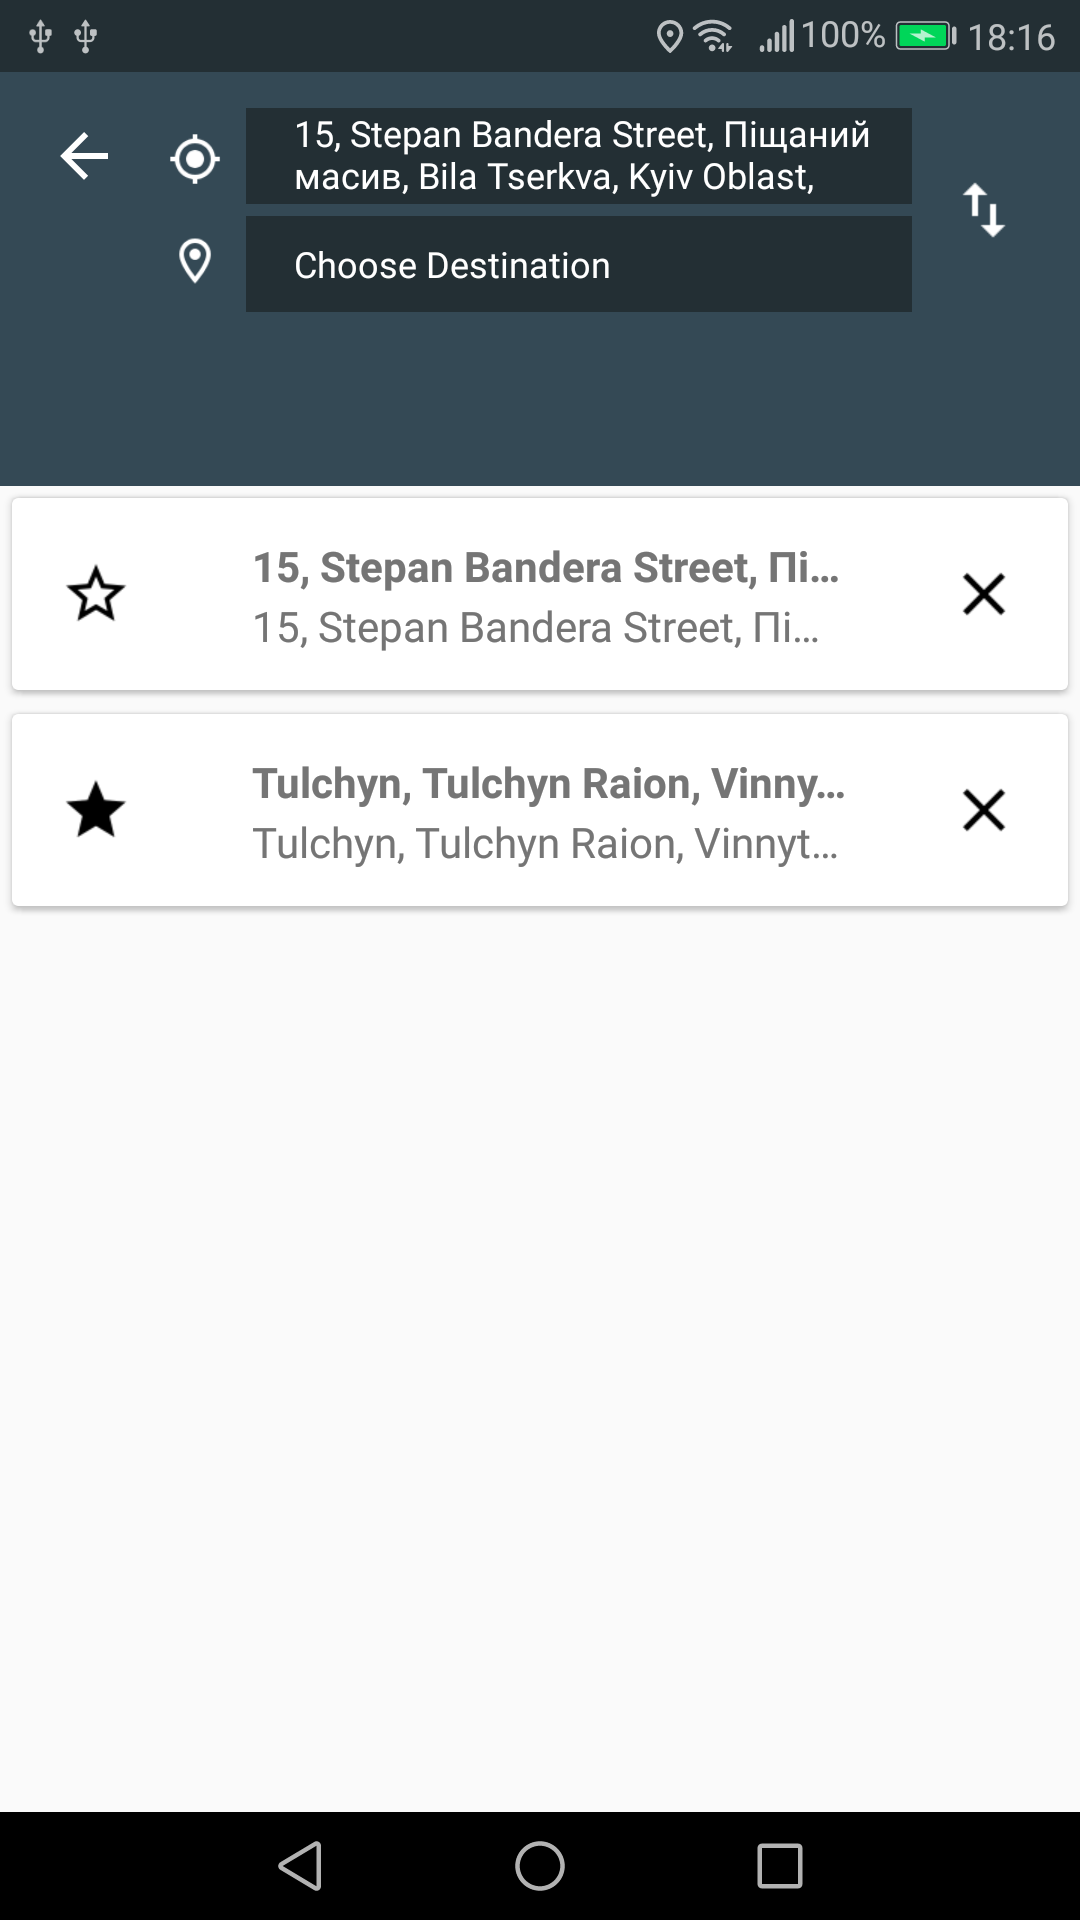 100% 18:16
15, Stepan Bandera Street, Піщаний
масив, Bila Tserkva, Kyiv Oblast,
Choose Destination
15, Stepan Bandera Street, Пі...
15, Stepan Bandera Street, Пі...
Tulchyn, Tulchyn Raion, Vinny...
Tulchyn, Tulchyn Raion, Vinnyt...